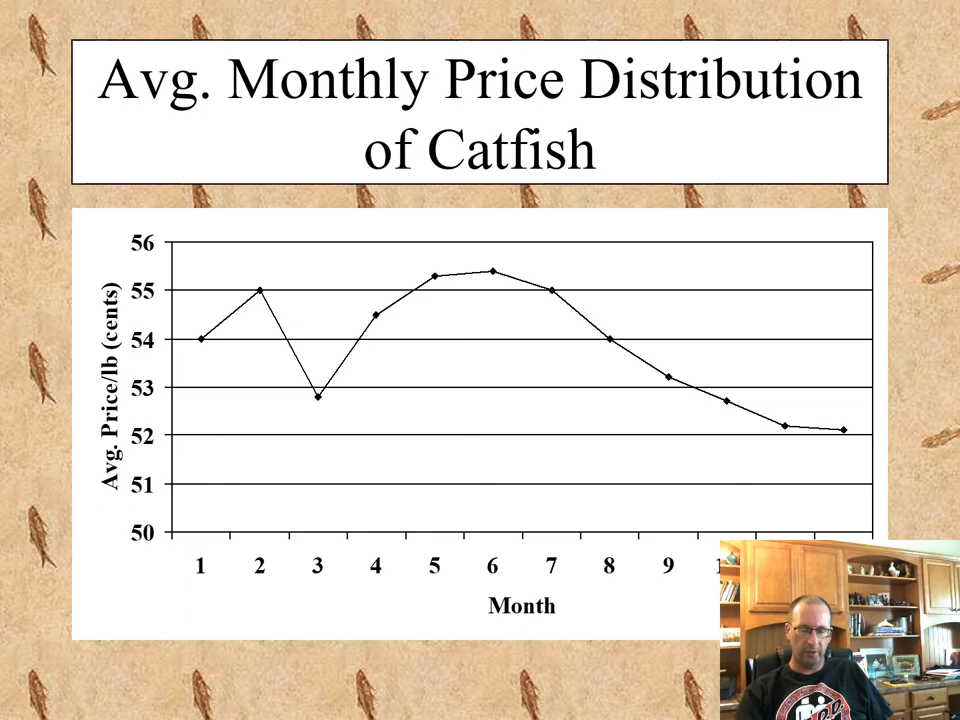 Avg. Monthly Price Distribution
of Catfish
56
55
54
53
52
51
50
Avg. Price/lb (cents)
1 2 3 4 5 6 7 8 9
Month